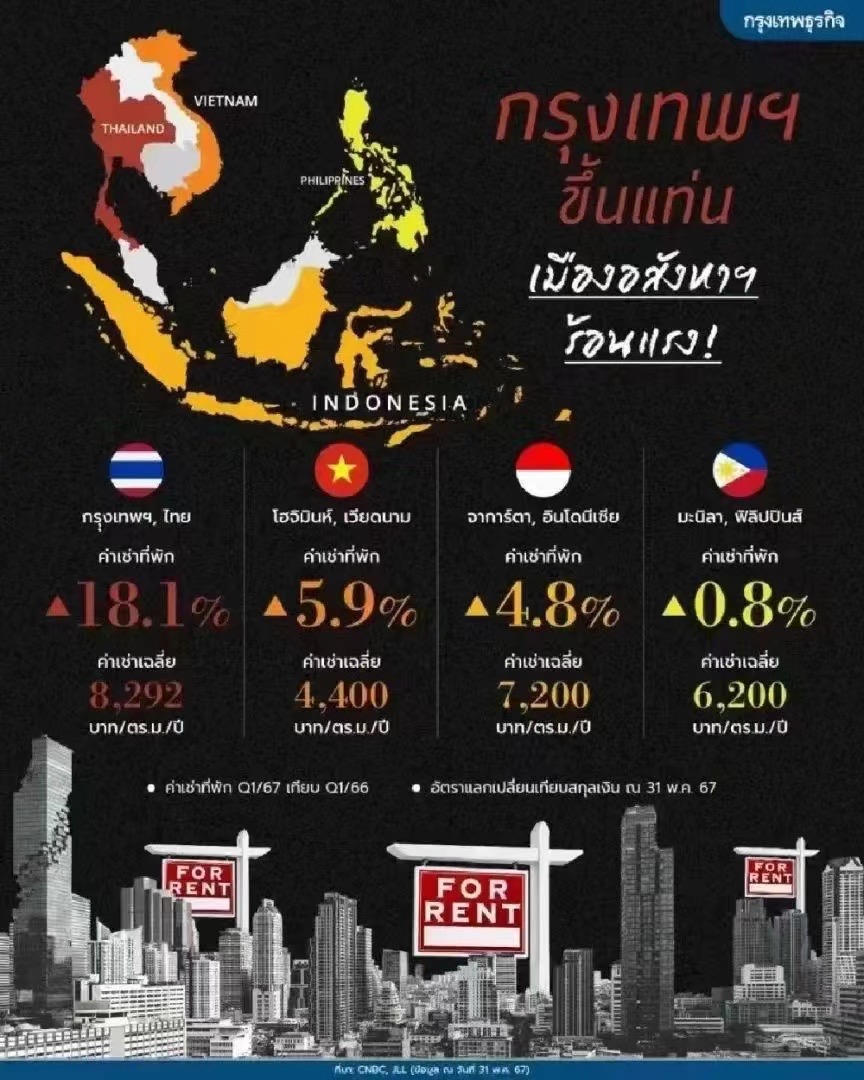 กรุงเทพธุรกิจ
VIETNAM
THAILAND
PHILIPPINES
INDONESIA
กรุงเทพฯ
ขึ้นแท่น
เมืองอสังหาฯ
ร้อนแรง!
กรุงเทพฯ, ไทย
ค่าเช่าที่พัก
▲18.1%
ค่าเช่าเฉลี่ย
8,292
บาท/ตร.ม./ปี
โฮจิมินห์, เวียดนาม
ค่าเช่าที่พัก
▲5.9%
ค่าเช่าเฉลี่ย
4,400
บาท/ตร.ม./ปี
จาการ์ตา, อินโดนีเซีย
ค่าเช่าที่พัก
▲4.8%
ค่าเช่าเฉลี่ย
7,200
บาท/ตร.ม./ปี
มะนิลา, ฟิลิปปินส์
ค่าเช่าที่พัก
▲0.8%
ค่าเช่าเฉลี่ย
6,200
บาท/ตร.ม./ปี
• ค่าเช่าที่พัก Q1/67 เทียบ Q1/66
• อัตราแลกเปลี่ยนเทียบสกุลเงิน ณ 31 พ.ค. 67
FOR
RENT
FOR
RENT
FOR
RENT
ที่มา: CNBC, JLL (ข้อมูล ณ วันที่ 31 พ.ค. 67)